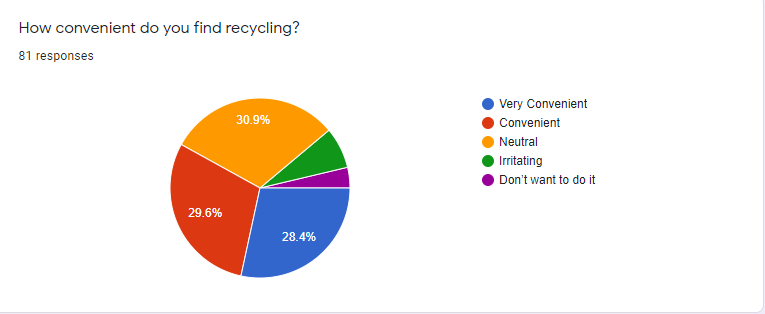 How convenient do you find recycling?
81 responses
30.9%
29.6%
28.4%
Very Convenient
Convenient
Neutral
Irritating
Don't want to do it